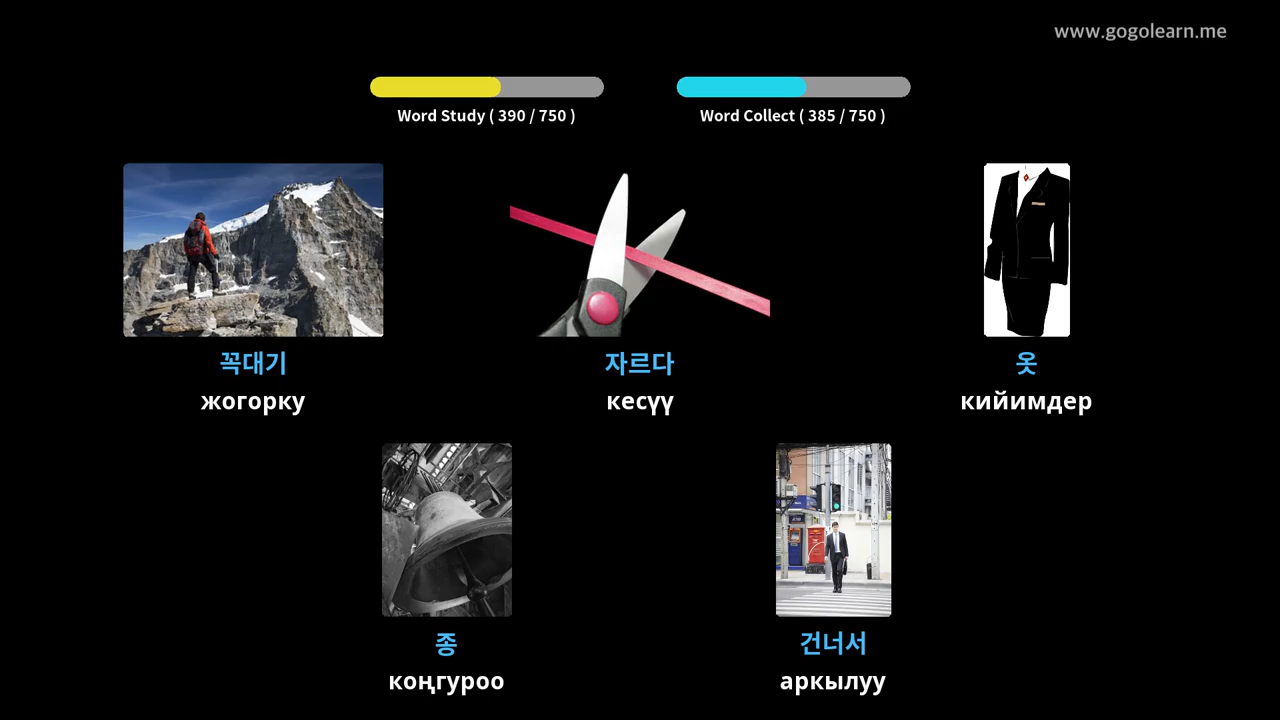 www.gogolearn.me
Word Study ( 390 / 750 )
Word Collect ( 385 / 750 )
꼭대기
жогорку
자르다
кесүү
옷
кийимдер
종
коңгуроо
건너서
аркылуу